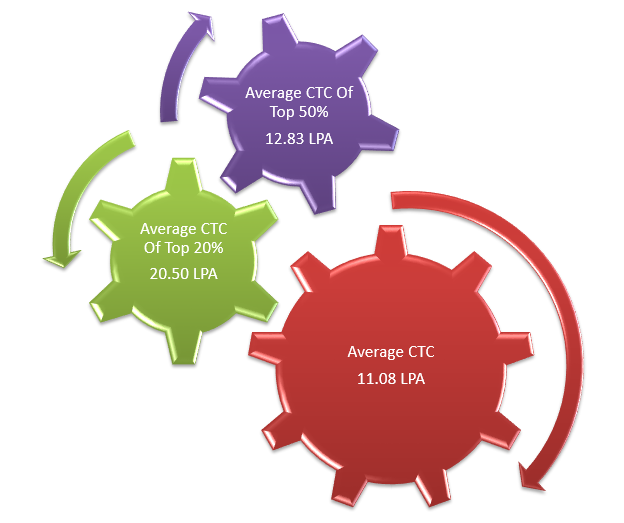 Average CTC Of
Top 50%
12.83 LPA
Average CTC
Of Top 20%
20.50 LPA
Average CTC
11.08 LPA